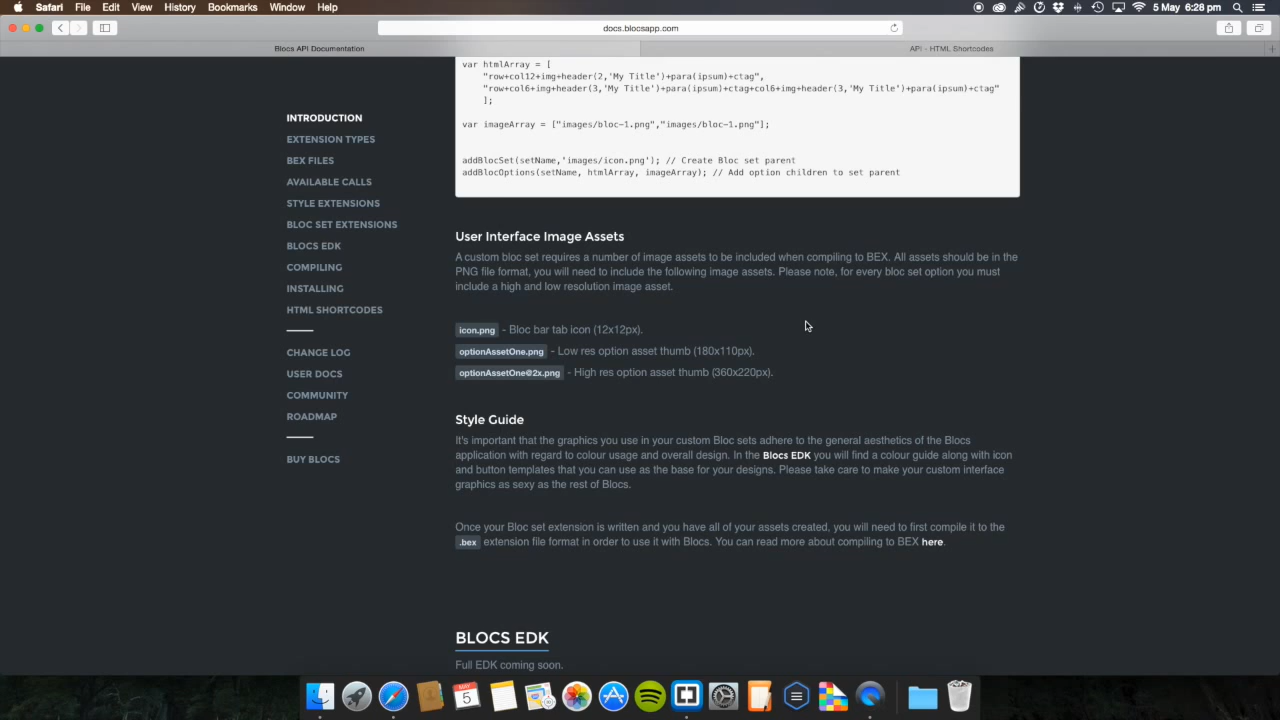 Safari File Edit View History Bookmarks Window Help
5 May 6:28 pm
docs.blocsapp.com
Blocs API Documentation
API - HTML Shortcodes
var htmlArray = [
"row+col12+img+header(2,'My Title')+para(ipsum)+ctag",
"row+col6+img+header(3,'My Title')+para(ipsum)+ctag+col6+img+header(3,'My Title')+para(ipsum)+ctag"
];
var imageArray = ["images/bloc-1.png","images/bloc-1.png"];
addBlocSet(setName,'images/icon.png'); // Create Bloc set parent
addBlocOptions(setName, htmlArray, imageArray); // Add option children to set parent
INTRODUCTION
EXTENSION TYPES
BEX FILES
AVAILABLE CALLS
STYLE EXTENSIONS
BLOC SET EXTENSIONS
BLOCS EDK
COMPILING
INSTALLING
HTML SHORTCODES
CHANGE LOG
USER DOCS
COMMUNITY
ROADMAP
BUY BLOCS
User Interface Image Assets
A custom bloc set requires a number of image assets to be included when compiling to BEX. All assets should be in the
PNG file format, you will need to include the following image assets. Please note, for every bloc set option you must
include a high and low resolution image asset.
icon.png - Bloc bar tab icon (12x12px).
optionAssetOne.png - Low res option asset thumb (180x110px).
optionAssetOne@2x.png - High res option asset thumb (360x220px).
Style Guide
It's important that the graphics you use in your custom Bloc sets adhere to the general aesthetics of the Blocs
application with regard to colour usage and overall design. In the Blocs EDK you will find a colour guide along with icon
and button templates that you can use as the base for your designs. Please take care to make your custom interface
graphics as sexy as the rest of Blocs.
Once your Bloc set extension is written and you have all of your assets created, you will need to first compile it to the
.bex extension file format in order to use it with Blocs. You can read more about compiling to BEX here.
BLOCS EDK
Full EDK coming soon.
5